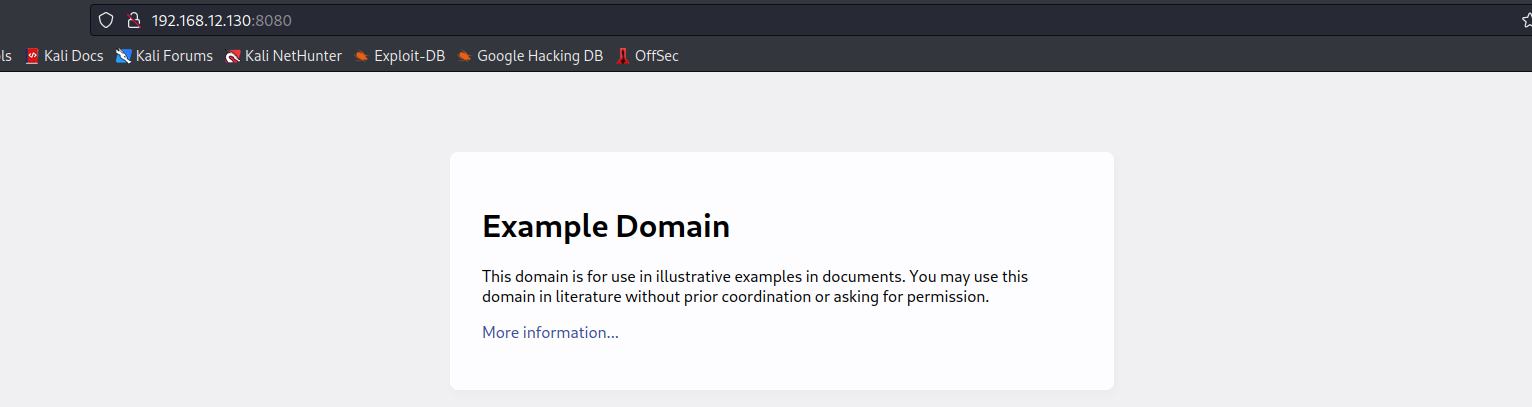 192.168.12.130:8080
ls Kali Docs Kali Forums Kali NetHunter Exploit-DB Google Hacking DB OffSec
Example Domain
This domain is for use in illustrative examples in documents. You may use this
domain in literature without prior coordination or asking for permission.
More information...